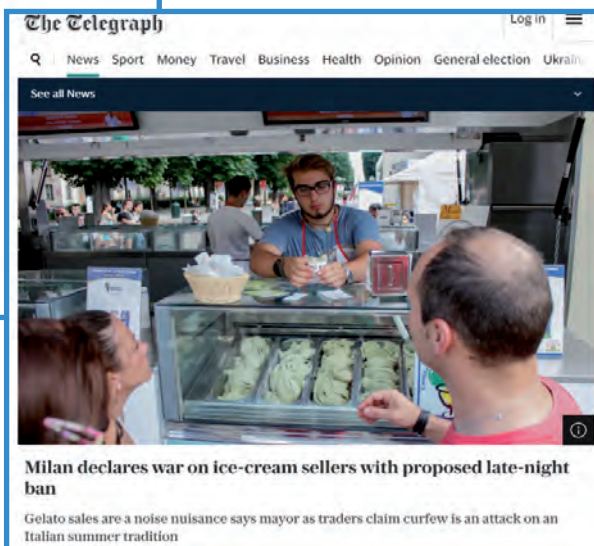 The Telegraph
Log in
News Sport Money Travel Business Health Opinion General election Ukrain
See all News
Milan declares war on ice-cream sellers with proposed late-night
ban
Gelato sales are a noise nuisance says mayor as traders claim curfew is an attack on an
Italian summer tradition